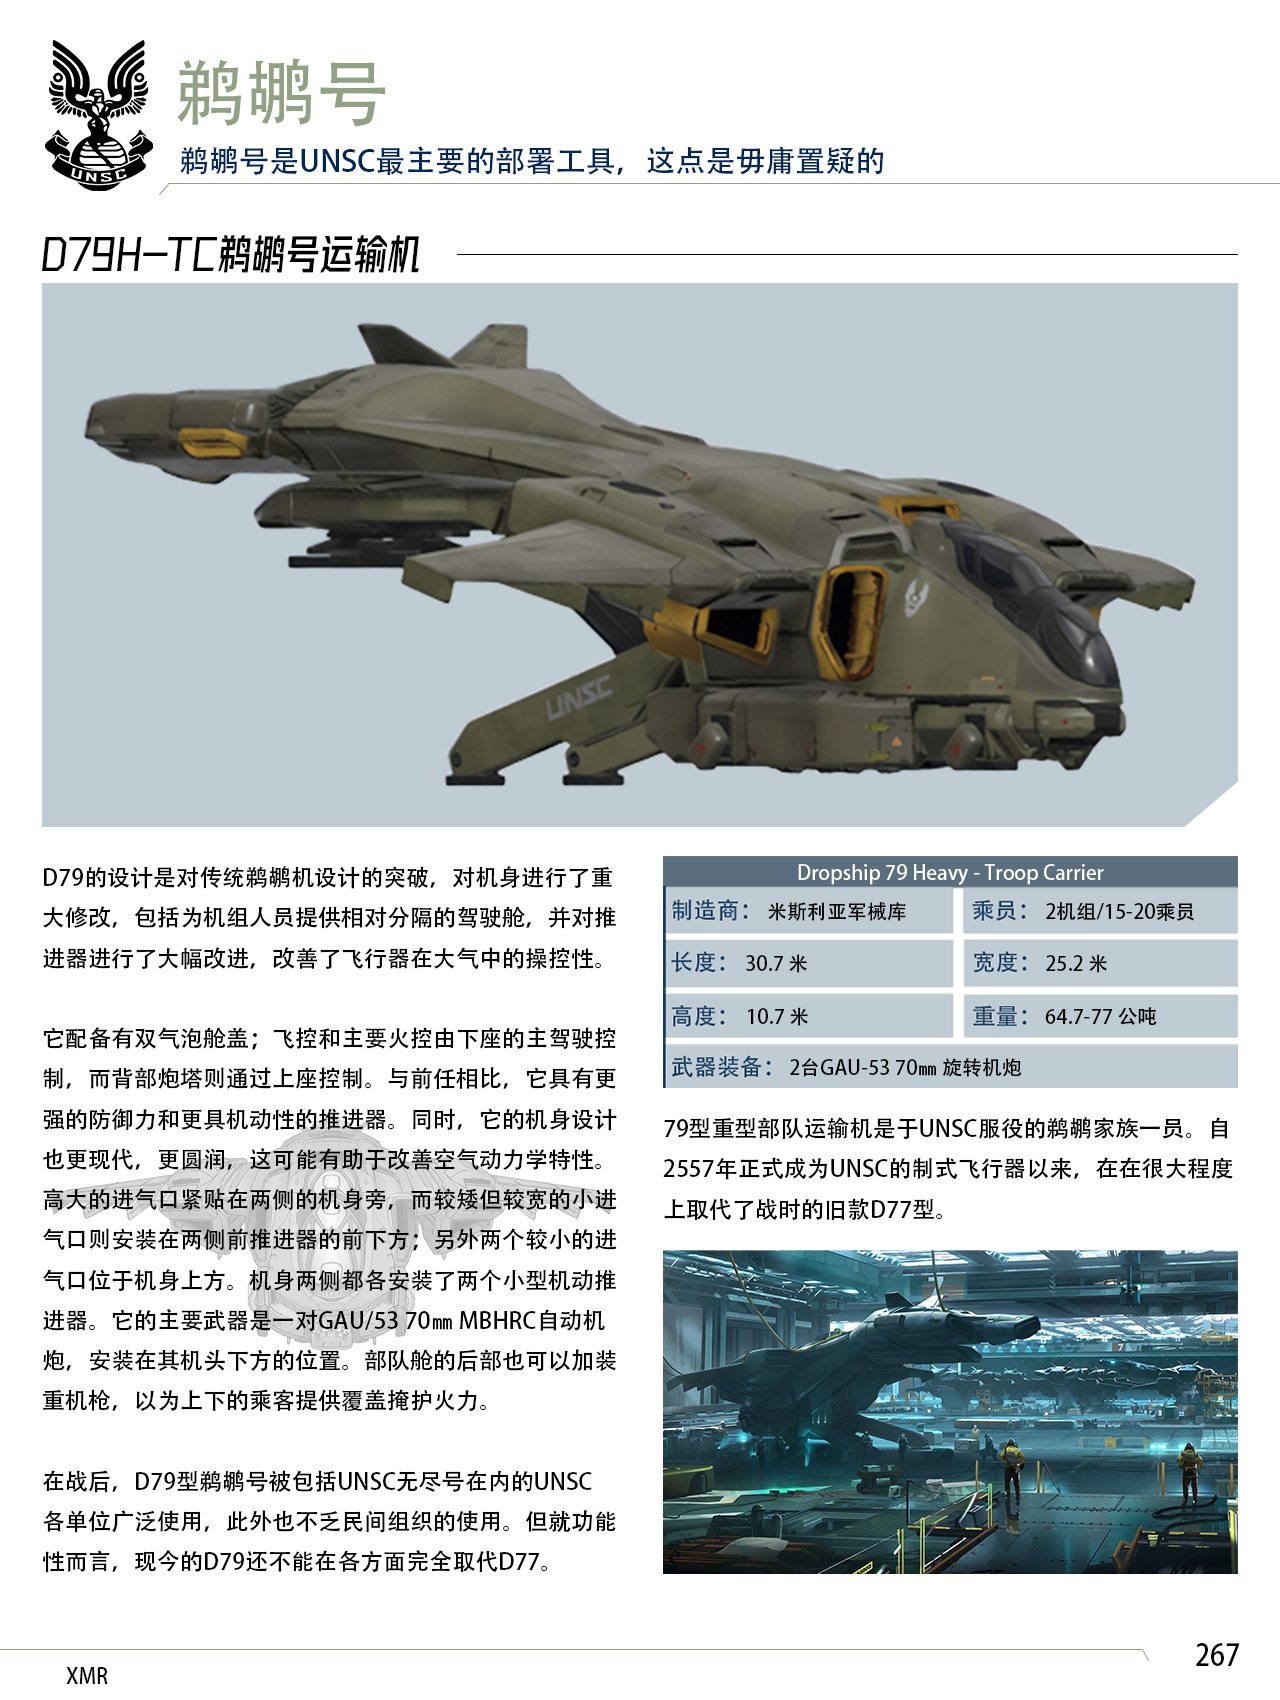 UNSC
鹈鹕号
鹈鹕号是UNSC最主要的部署工具，这点是毋庸置疑的
D79H-TC鹈鹕号运输机
UNSC
D79的设计是对传统鹈鹕机设计的突破，对机身进行了重
大修改，包括为机组人员提供相对分隔的驾驶舱，并对推
进器进行了大幅改进，改善了飞行器在大气中的操控性。
它配备有双气泡舱盖；飞控和主要火控由下座的主驾驶控
制，而背部炮塔则通过上座控制。与前任相比，它具有更
强的防御力和更具机动性的推进器。同时，它的机身设计
也更现代，更圆润，这可能有助于改善空气动力学特性。
高大的进气口紧贴在两侧的机身旁，而较矮但较宽的小进
气口则安装在两侧前推进器的前下方；另外两个较小的进
气口位于机身上方。机身两侧都各安装了两个小型机动推
进器。它的主要武器是一对GAU/53 70㎜ MBHRC自动机
炮，安装在其机头下方的位置。部队舱的后部也可以加装
重机枪，以为上下的乘客提供覆盖掩护火力。
在战后，D79型鹈鹕号被包括UNSC无尽号在内的UNSC
各单位广泛使用，此外也不乏民间组织的使用。但就功能
性而言，现今的D79还不能在各方面完全取代D77。
Dropship 79 Heavy - Troop Carrier
制造商： 米斯利亚军械库
乘员： 2机组/15-20乘员
长度： 30.7 米
宽度： 25.2 米
高度： 10.7 米
重量： 64.7-77 公吨
武器装备： 2台GAU-53 70㎜ 旋转机炮
79型重型部队运输机是于UNSC服役的鹈鹕家族一员。自
2557年正式成为UNSC的制式飞行器以来，在在很大程度
上取代了战时的旧款D77型。
XMR
267